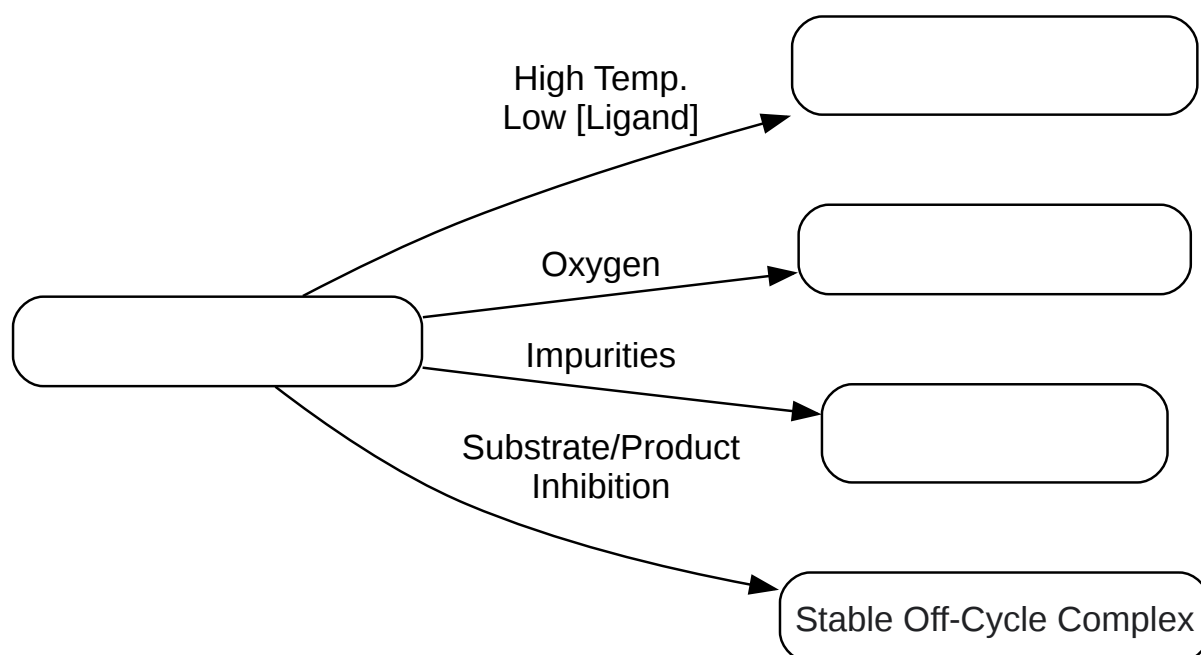 High Temp.
Low [Ligand]
Oxygen
Impurities
Substrate/Product
Inhibition
Stable Off-Cycle Complex